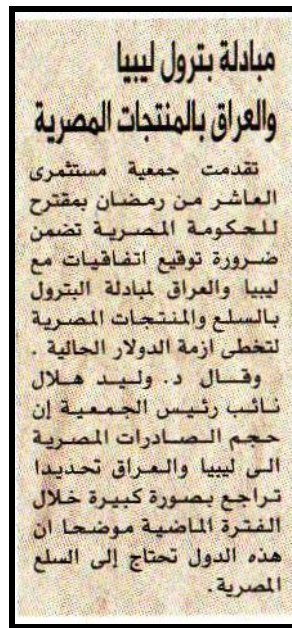 مبادلة بترول ليبيا
والعراق بالمنتجات المصرية
تقدمت جمعية مستثمرى
العاشر من رمضان بمقترح
للحكومة المصرية تضمن
ضرورة توقيع اتفاقيات مع
ليبيا والعراق لمبادلة البترول
بالسلع والمنتجات المصرية
لتخطى ازمة الدولار الحالية .
وقال د. وليد هلال
نائب رئيس الجمعية إن
حجم الصادرات المصرية
الى ليبيا والعراق تحديدا
تراجع بصورة كبيرة خلال
الفترة الماضية موضحا ان
هذه الدول تحتاج إلى السلع
المصرية .